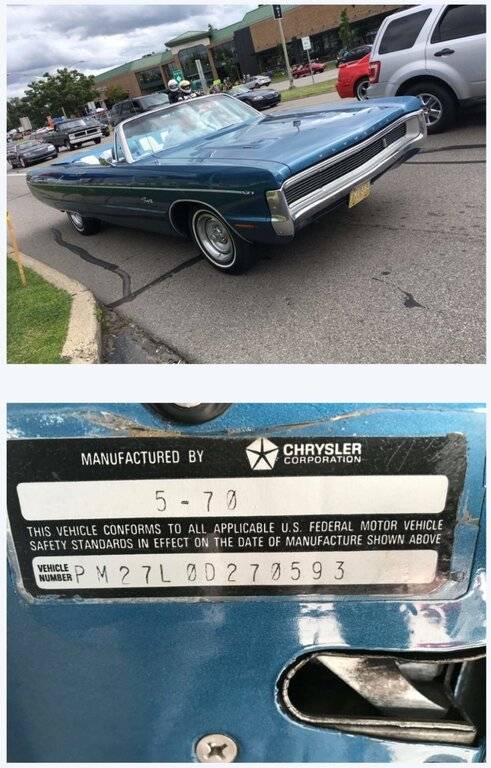 MANUFACTURED BY CHRYSLER CORPORATION
5-70
THIS VEHICLE CONFORMS TO ALL APPLICABLE U.S. FEDERAL MOTOR VEHICLE
SAFETY STANDARDS IN EFFECT ON THE DATE OF MANUFACTURE SHOWN ABOVE
VEHICLE NUMBER PM27L0D270593